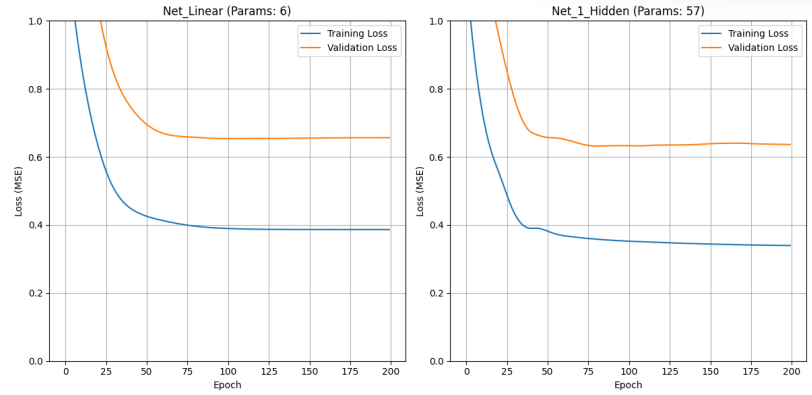 Net_Linear (Params: 6)
Training Loss
Validation Loss
Loss (MSE)
1.0
0.8
0.6
0.4
0.2
0.0
0 25 50 75 100 125 150 175 200
Epoch
Net_1_Hidden (Params: 57)
Training Loss
Validation Loss
Loss (MSE)
1.0
0.8
0.6
0.4
0.2
0.0
0 25 50 75 100 125 150 175 200
Epoch